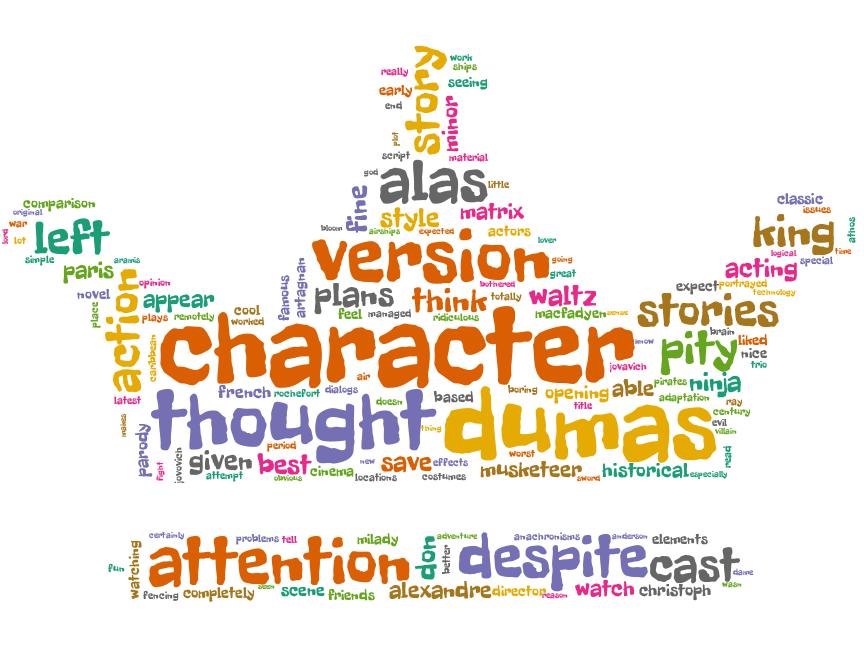 work
ships
really
story
seeing
early
end
minor
plot
script
material
god
alas
little
comparison
original
war
lord
lot
left
simple
aramis
paris
opinion
novel
place
action
appear
plays
remotely
caribbean
latest
fine
style
matrix
bloom
airships
expected
actors
lover
version
going
great
bothered
famous
artagnan
plans
think
totally
waltz
cool
worked
feel
managed
ridiculous
macfadyen
classic
issues
athos
king
time
logical
special
acting
expect
portrayed
technology
stories
brain
character
know
pity
liked
nice
trio
jovavich
air
french
rochefort
dialogs
doesn
based
boring
opening
title
able
pirates
ninja
adaptation
ray
century
evil
villain
makes
parody
thought
thing
dumas
period
worst
read
fight
jovovich
given
attempt
best
obvious
cinema
new
locations
save
effects
costumes
musketeer
sword
historical
especially
certainly
problems
tell
milady
don
adventure
better
anachronisms
anderson
elements
fun
watching
attention
despite
cast
dame
fencing
completely
seen
scene
friends
alexandre
director
reason
watch
christoph
wasn